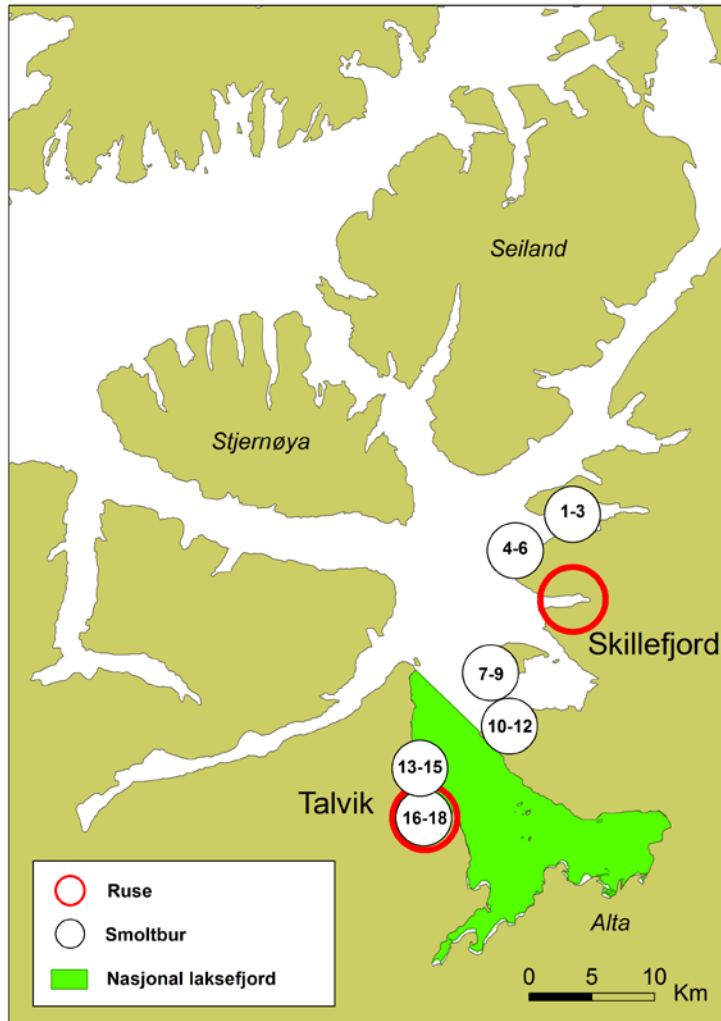 Seiland
Stjernøya
1-3
4-6
Skillefjord
7-9
10-12
13-15
Talvik
16-18
Ruse
Smoltbur
Nasjonal laksefjord
Alta
0 5 10
Km